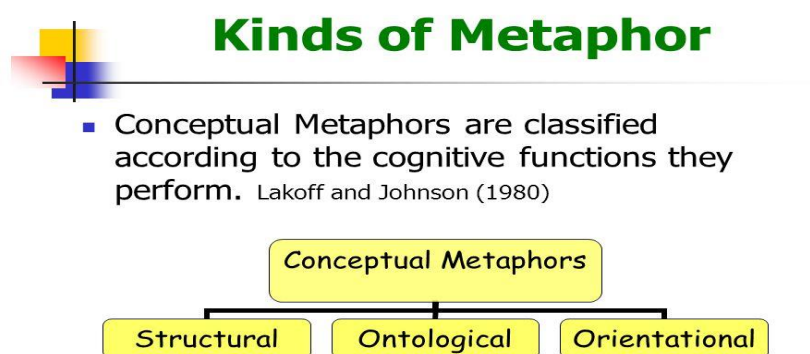 Kinds of Metaphor
Conceptual Metaphors are classified
according to the cognitive functions they
perform. Lakoff and Johnson (1980)
Conceptual Metaphors
Structural Ontological Orientational